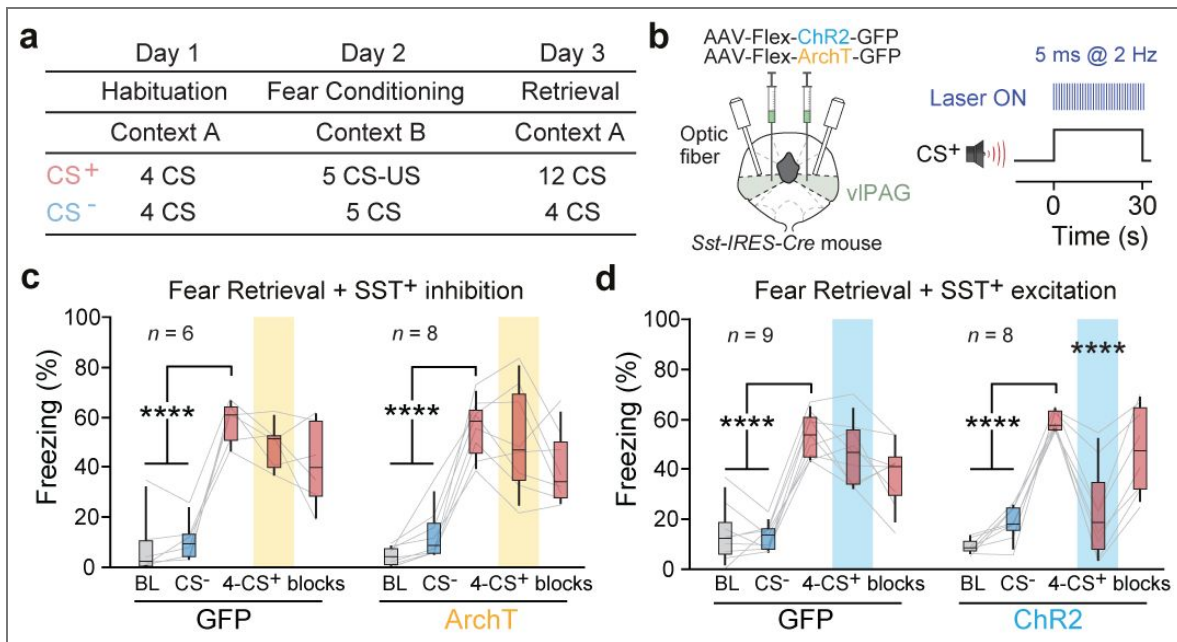 a
Day 1 Day 2 Day 3
Habituation Fear Conditioning Retrieval
Context A Context B Context A
CS+ 4 CS 5 CS-US 12 CS
CS- 4 CS 5 CS 4 CS
b
AAV-Flex-ChR2-GFP
AAV-Flex-ArchT-GFP
Optic
fiber
vlPAG
Sst-IRES-Cre mouse
5 ms @ 2 Hz
Laser ON
CS+
0 30
Time (s)
c
Fear Retrieval + SST+ inhibition
Freezing (%)
100
80
60
40
20
0
n = 6
n = 8
****
****
BL CS- 4-CS+ blocks
BL CS- 4-CS+ blocks
GFP
ArchT
d
Fear Retrieval + SST+ excitation
Freezing (%)
100
80
60
40
20
0
n = 9
n = 8
****
****
****
BL CS- 4-CS+ blocks
BL CS- 4-CS+ blocks
GFP
ChR2